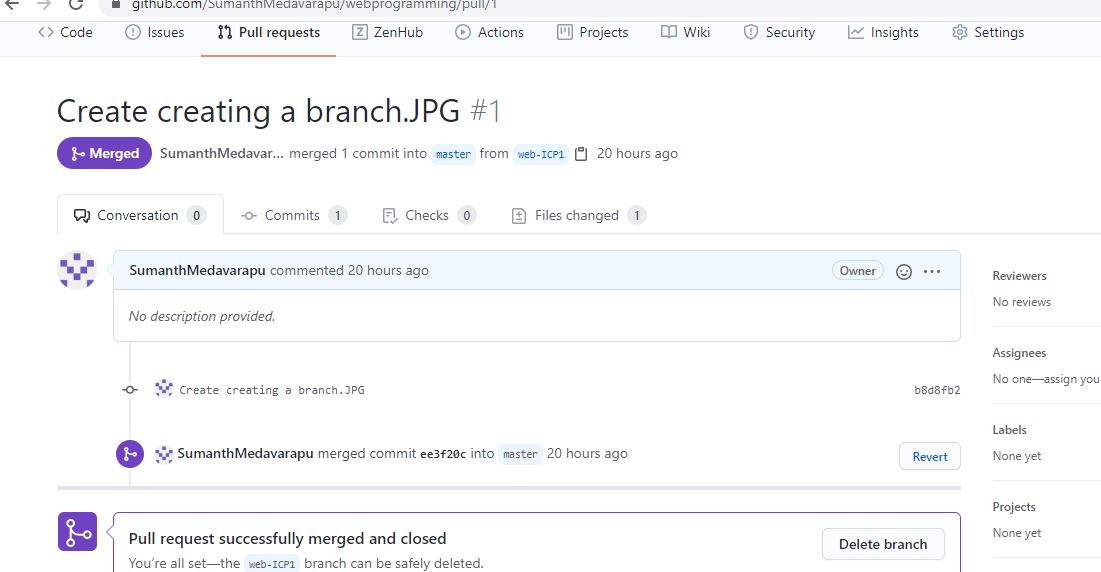 github.com/SumanthMedavarapu/webprogramming/pull/1
Code Issues Pull requests ZenHub Actions Projects Wiki Security Insights Settings
Create creating a branch.JPG #1
Merged SumanthMedavar... merged 1 commit into master from web-ICP1 20 hours ago
Conversation 0 Commits 1 Checks 0 Files changed 1
SumanthMedavarapu commented 20 hours ago Owner
No description provided.
Create creating a branch.JPG b8d8fb2
SumanthMedavarapu merged commit ee3f20c into master 20 hours ago Revert
Pull request successfully merged and closed
You're all set—the web-ICP1 branch can be safely deleted.
Delete branch
Reviewers
No reviews
Assignees
No one—assign you
Labels
None yet
Projects
None yet